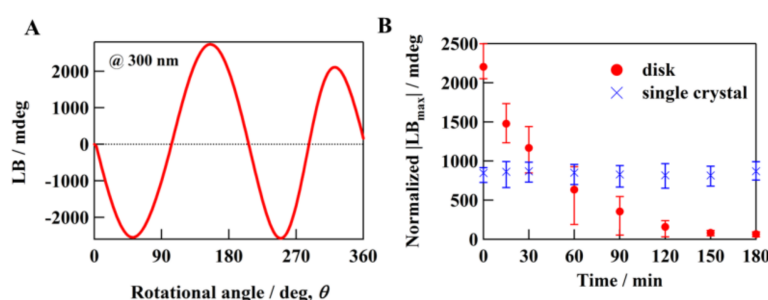 A
@ 300 nm
LB / mdeg
2000
1000
0
-1000
-2000
0
90
180
270
360
Rotational angle / deg, θ
B
Normalized |LBmax| / mdeg
2500
2000
1500
1000
500
0
disk
single crystal
0
30
60
90
120
150
180
Time / min